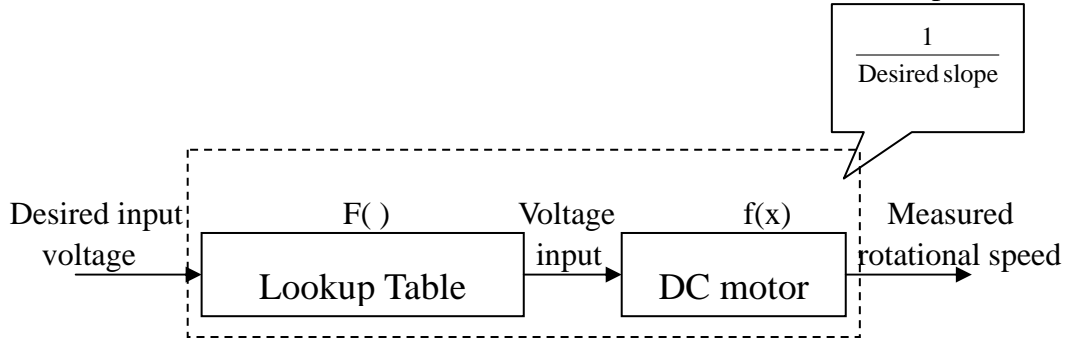 1
Desired slope
Desired input
voltage
F( )
Voltage
input
f(x)
Measured
rotational speed
Lookup Table
DC motor